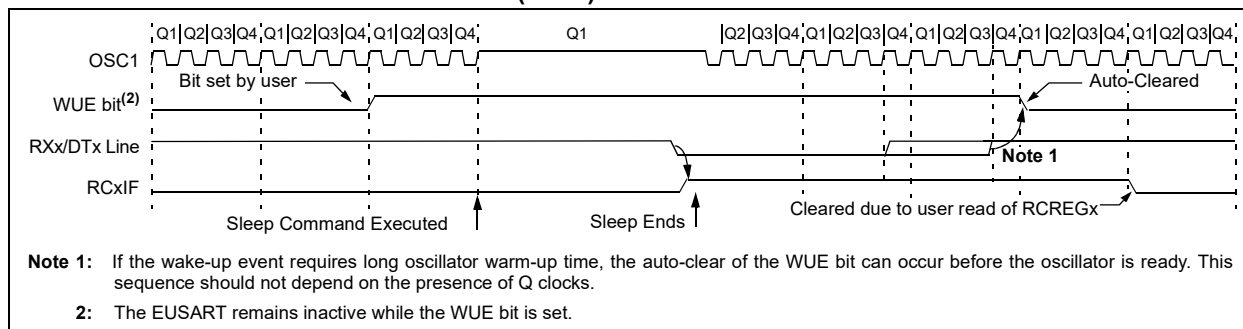 |Q1|Q2|Q3|Q4|Q1|Q2|Q3|Q4|Q1|Q2|Q3|Q4| Q1 |Q2|Q3|Q4|Q1|Q2|Q3|Q4|Q1|Q2|Q3|Q4|Q1|Q2|Q3|Q4|
OSC1
Bit set by user
Auto-Cleared
WUE bit(2)
RXx/DTx Line
Note 1
RCxIF
Sleep Command Executed
Sleep Ends
Cleared due to user read of RCREGx
Note 1: If the wake-up event requires long oscillator warm-up time, the auto-clear of the WUE bit can occur before the oscillator is ready. This
sequence should not depend on the presence of Q clocks.
2: The EUSART remains inactive while the WUE bit is set.